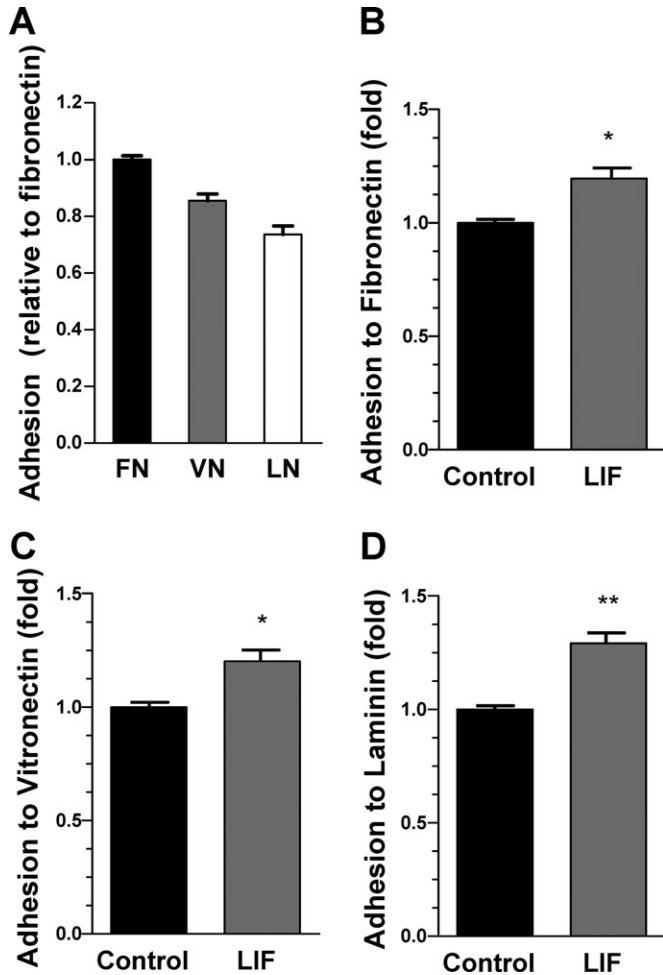 A
Adhesion (relative to fibronectin)
1.2
1.0
0.8
0.6
0.4
0.2
0.0
FN VN LN
B
Adhesion to Fibronectin (fold)
1.5
1.0
0.5
0.0
*
Control LIF
C
Adhesion to Vitronectin (fold)
1.5
1.0
0.5
0.0
*
Control LIF
D
Adhesion to Laminin (fold)
1.5
1.0
0.5
0.0
**
Control LIF